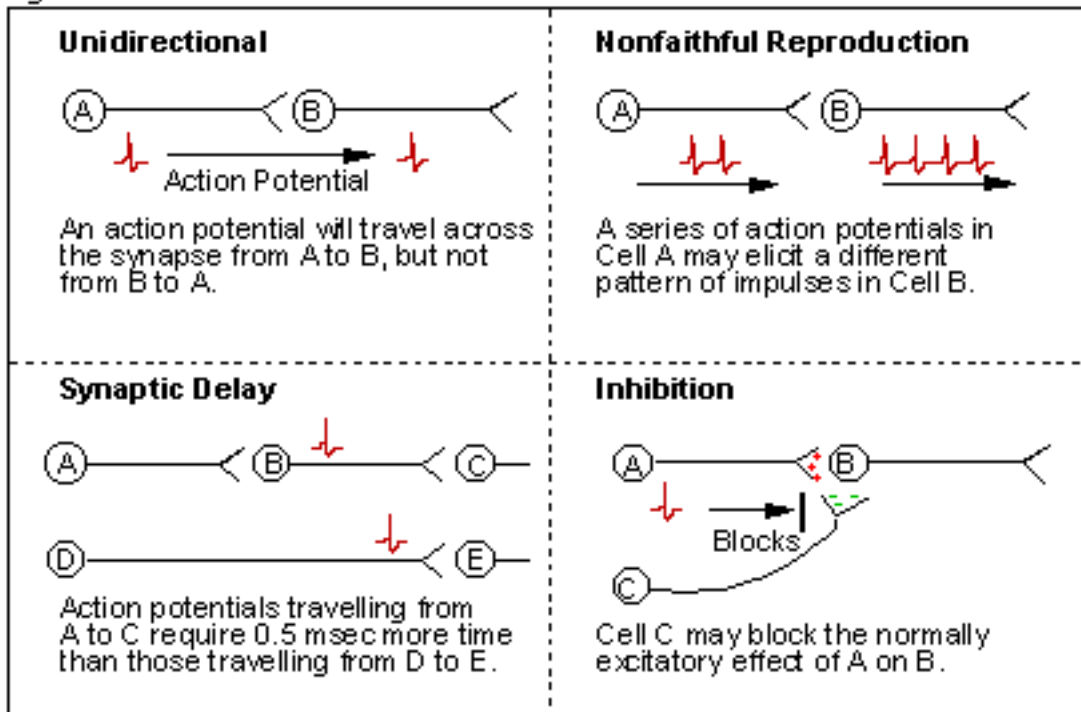 Unidirectional
A
B
Action Potential
An action potential will travel across
the synapse from A to B, but not
from B to A.
Nonfaithful Reproduction
A
B
A series of action potentials in
Cell A may elicit a different
pattern of impulses in Cell B.
Synaptic Delay
A
B
C
D
E
Action potentials travelling from
A to C require 0.5 msec more time
than those travelling from D to E.
Inhibition
A
B
Blocks
C
Cell C may block the normally
excitatory effect of A on B.